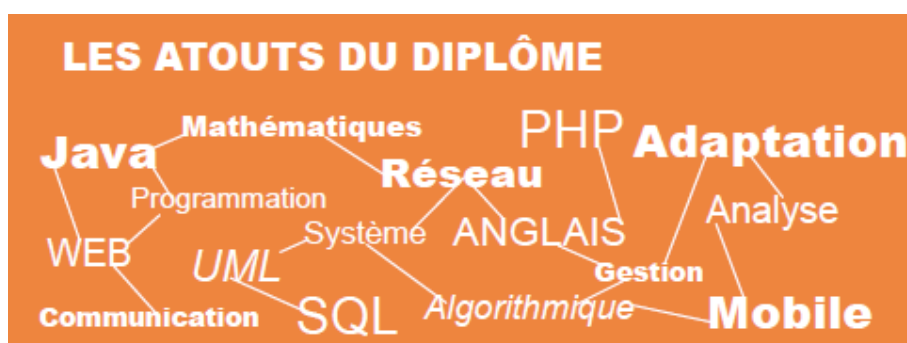 LES ATOUTS DU DIPLÔME
Mathématiques
PHP
Java
Adaptation
Réseau
Programmation
Analyse
Système
ANGLAIS
WEB
UML
Gestion
Communication
SQL
Algorithmique
Mobile